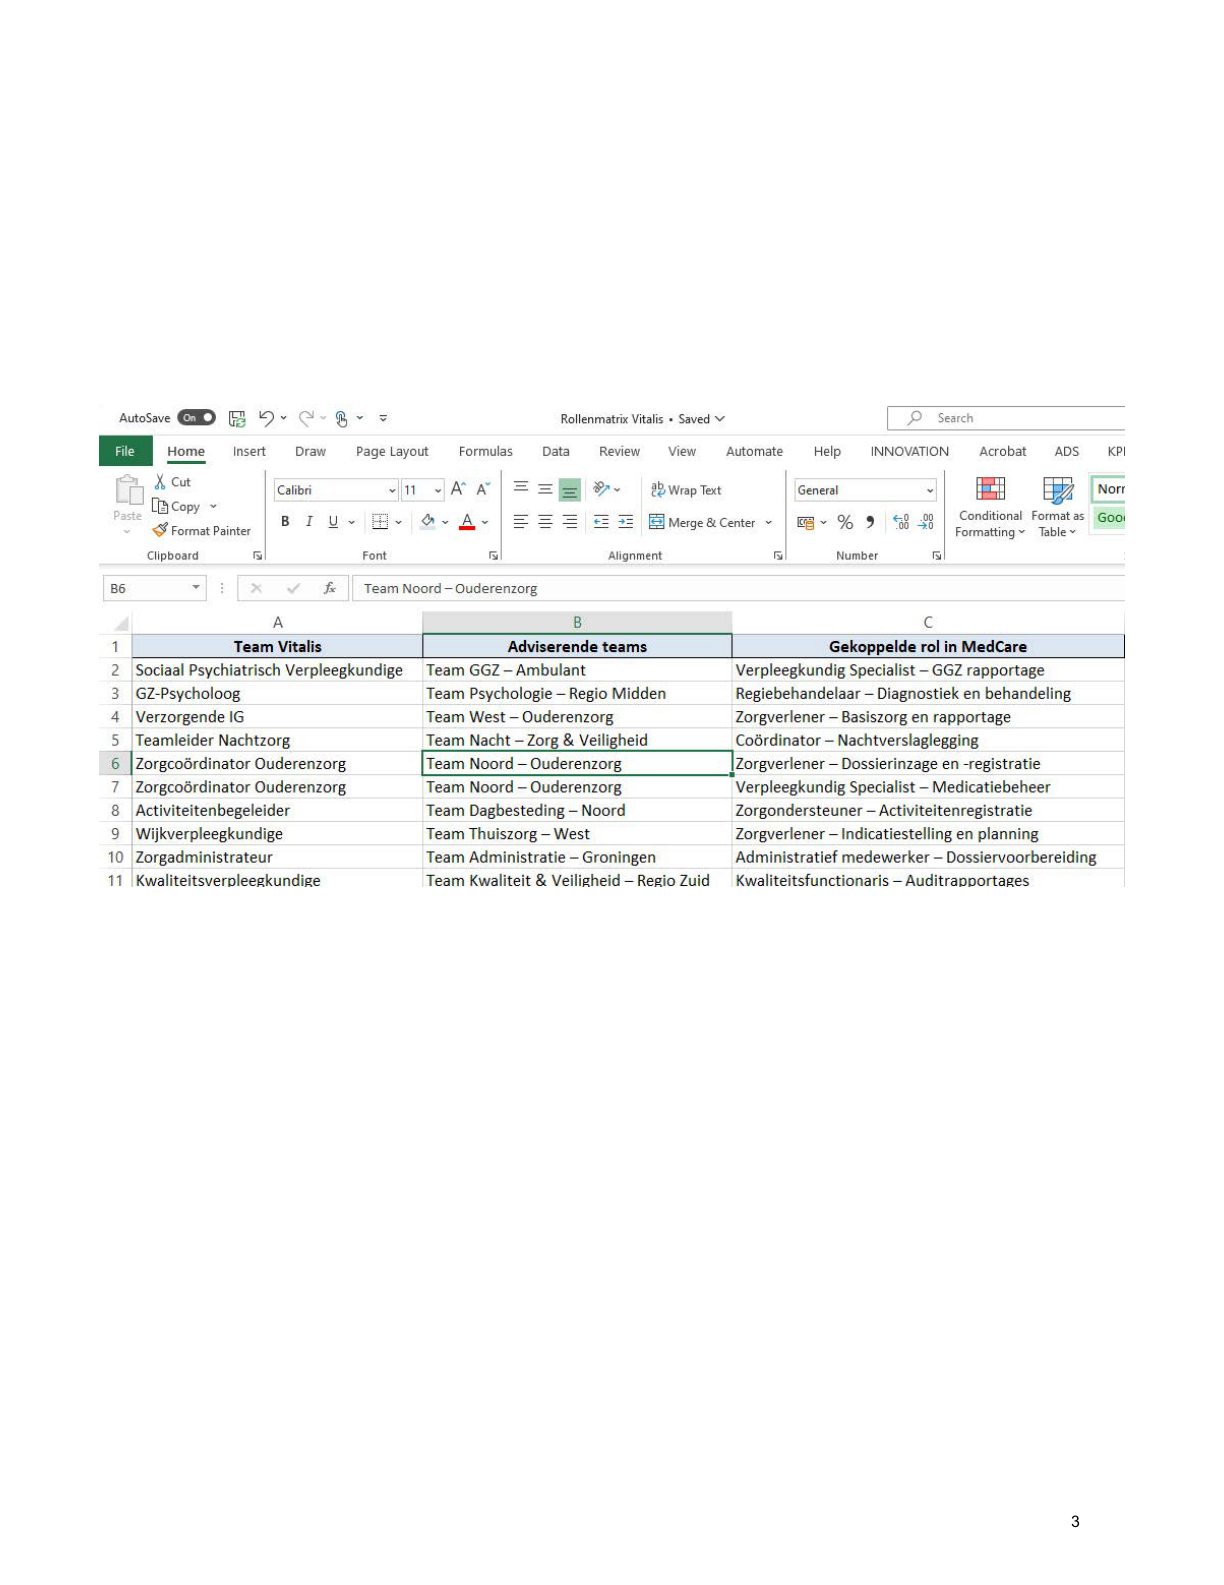 AutoSave On Rollenmatrix Vitalis • Saved Search
File Home Insert Draw Page Layout Formulas Data Review View Automate Help INNOVATION Acrobat ADS KPI
Cut
Copy
Paste
Format Painter
Clipboard
Calibri 11
B I U
Font
Wrap Text
Merge & Center
Alignment
General
Number
Conditional Formatting
Format as Table
B6 fx Team Noord – Ouderenzorg
A B C
1 Team Vitalis Adviserende teams Gekoppelde rol in MedCare
2 Sociaal Psychiatrisch Verpleegkundige Team GGZ – Ambulant Verpleegkundig Specialist – GGZ rapportage
3 GZ-Psycholoog Team Psychologie – Regio Midden Regiebehandelaar – Diagnostiek en behandeling
4 Verzorgende IG Team West – Ouderenzorg Zorgverlener – Basiszorg en rapportage
5 Teamleider Nachtzorg Team Nacht – Zorg & Veiligheid Coördinator – Nachtverslaglegging
6 Zorgcoördinator Ouderenzorg Team Noord – Ouderenzorg Zorgverlener – Dossierinzage en -registratie
7 Zorgcoördinator Ouderenzorg Team Noord – Ouderenzorg Verpleegkundig Specialist – Medicatiebeheer
8 Activiteitenbegeleider Team Dagbesteding – Noord Zorgondersteuner – Activiteitenregistratie
9 Wijkverpleegkundige Team Thuiszorg – West Zorgverlener – Indicatiestelling en planning
10 Zorgadministrateur Team Administratie – Groningen Administratief medewerker – Dossiervoorbereiding
11 Kwaliteitsverpleegkundige Team Kwaliteit & Veiligheid – Regio Zuid Kwaliteitsfunctionaris – Auditrapportages
3